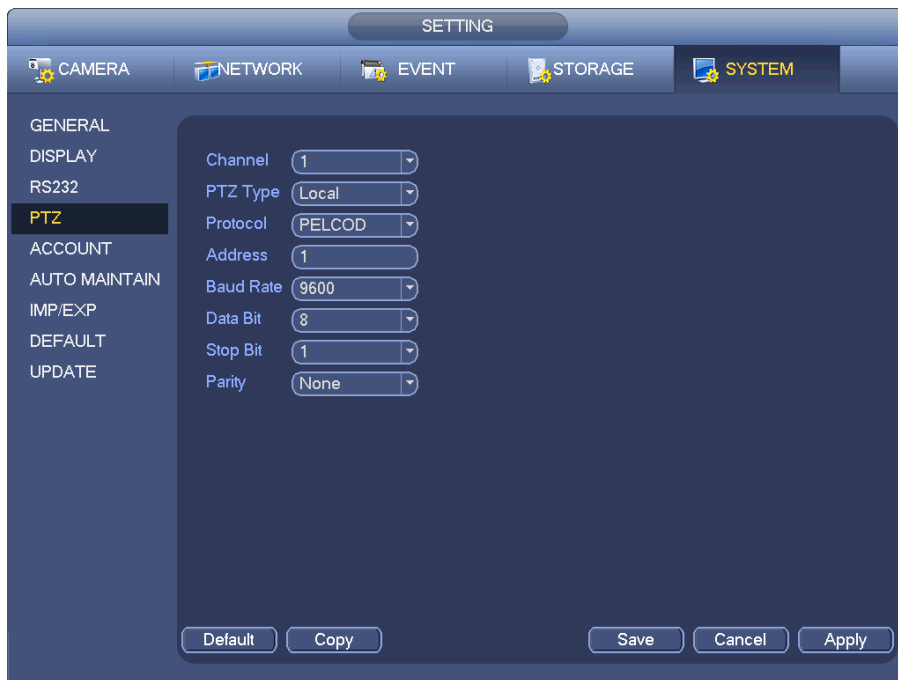 SETTING
CAMERA NETWORK EVENT STORAGE SYSTEM
GENERAL
DISPLAY
RS232
PTZ
ACCOUNT
AUTO MAINTAIN
IMP/EXP
DEFAULT
UPDATE
Channel 1
PTZ Type Local
Protocol PELCOD
Address 1
Baud Rate 9600
Data Bit 8
Stop Bit 1
Parity None
Default Copy Save Cancel Apply